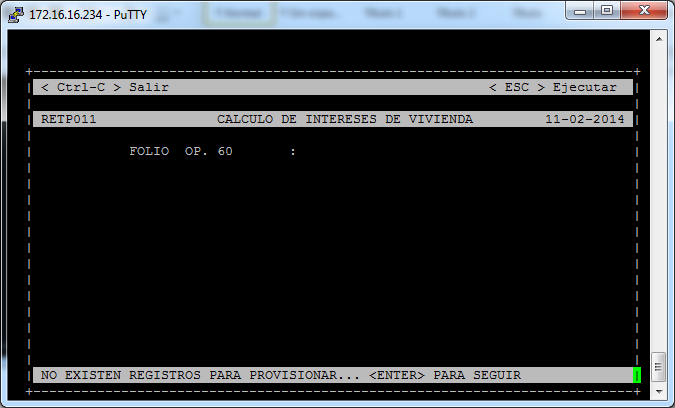 172.16.16.234 - PuTTY
< Ctrl-C > Salir < ESC > Ejecutar
RETP011 CALCULO DE INTERESES DE VIVIENDA 11-02-2014
FOLIO OP. 60 :
NO EXISTEN REGISTROS PARA PROVISIONAR... <ENTER> PARA SEGUIR